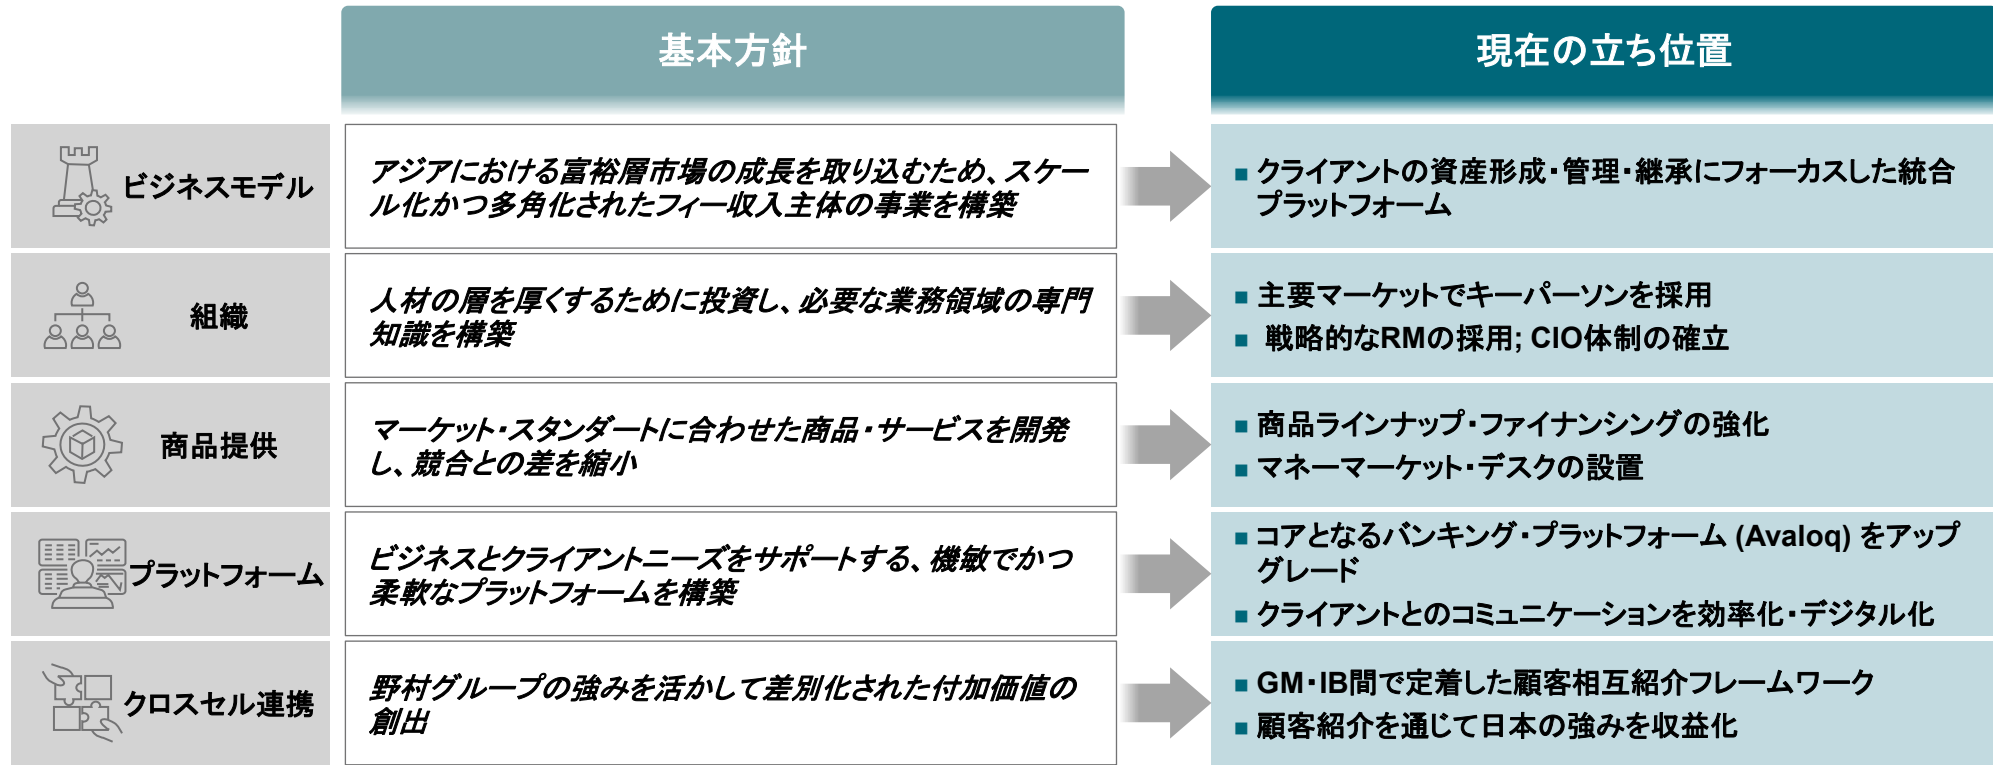 基本方針
現在の立ち位置
ビジネスモデル
アジアにおける富裕層市場の成長を取り込むため、スケー
ル化かつ多角化されたフィー収入主体の事業を構築
■ クライアントの資産形成・管理・継承にフォーカスした統合
プラットフォーム
組織
人材の層を厚くするために投資し、必要な業務領域の専門
知識を構築
■ 主要マーケットでキーパーソンを採用
■ 戦略的なRMの採用; CIO体制の確立
商品提供
マーケット・スタンダートに合わせた商品・サービスを開発
し、競合との差を縮小
■ 商品ラインナップ・ファイナンシングの強化
■ マネーマーケット・デスクの設置
プラットフォーム
ビジネスとクライアントニーズをサポートする、機敏でかつ
柔軟なプラットフォームを構築
■ コアとなるバンキング・プラットフォーム (Avaloq) をアップ
グレード
■ クライアントとのコミュニケーションを効率化・デジタル化
クロスセル連携
野村グループの強みを活かして差別化された付加価値の
創出
■ GM・IB間で定着した顧客相互紹介フレームワーク
■ 顧客紹介を通じて日本の強みを収益化